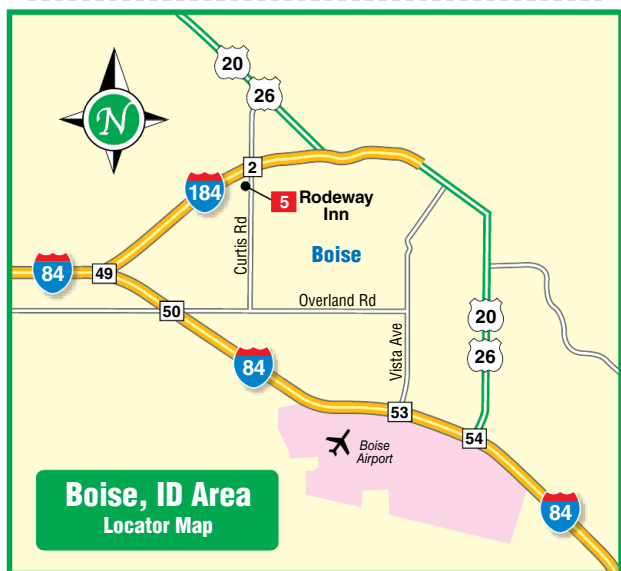 20
26
N
2
184
5 Rodeway
Inn
Curtis Rd
Boise
84
49
Overland Rd
50
20
Vista Ave
26
84
53
54
Boise
Airport
Boise, ID Area
Locator Map
84